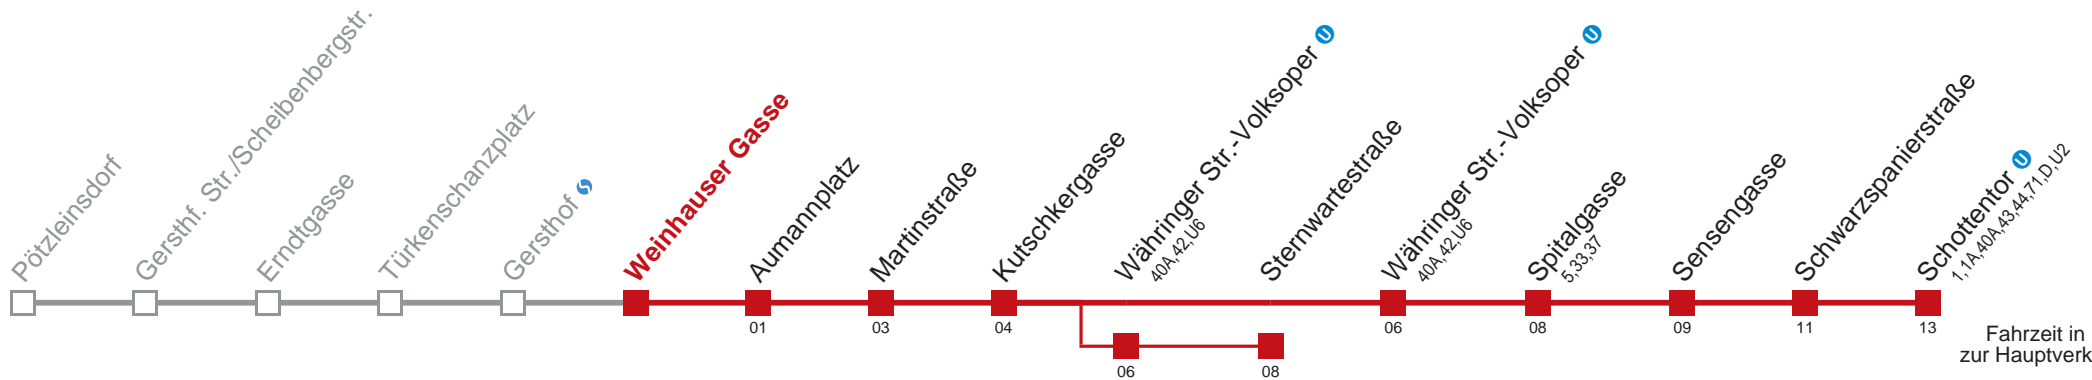 Pötzleinsdorf
Gersthf. Str./Scheibenbergstr.
Erndtgasse
Türkenschanzplatz
Gersthof S
Weinhauser Gasse
Aumannplatz
01
Martinstraße
03
Kutschkergasse
04
Währinger Str.-Volksoper U
40A,42,U6
06
Sternwartestraße
08
Währinger Str.-Volksoper U
40A,42,U6
06
Spitalgasse
5,33,37
08
Sensengasse
09
Schwarzspanierstraße
11
Schottentor U
1,1A,40A,43,44,71,D,U2
13
Fahrzeit in
zur Hauptverk